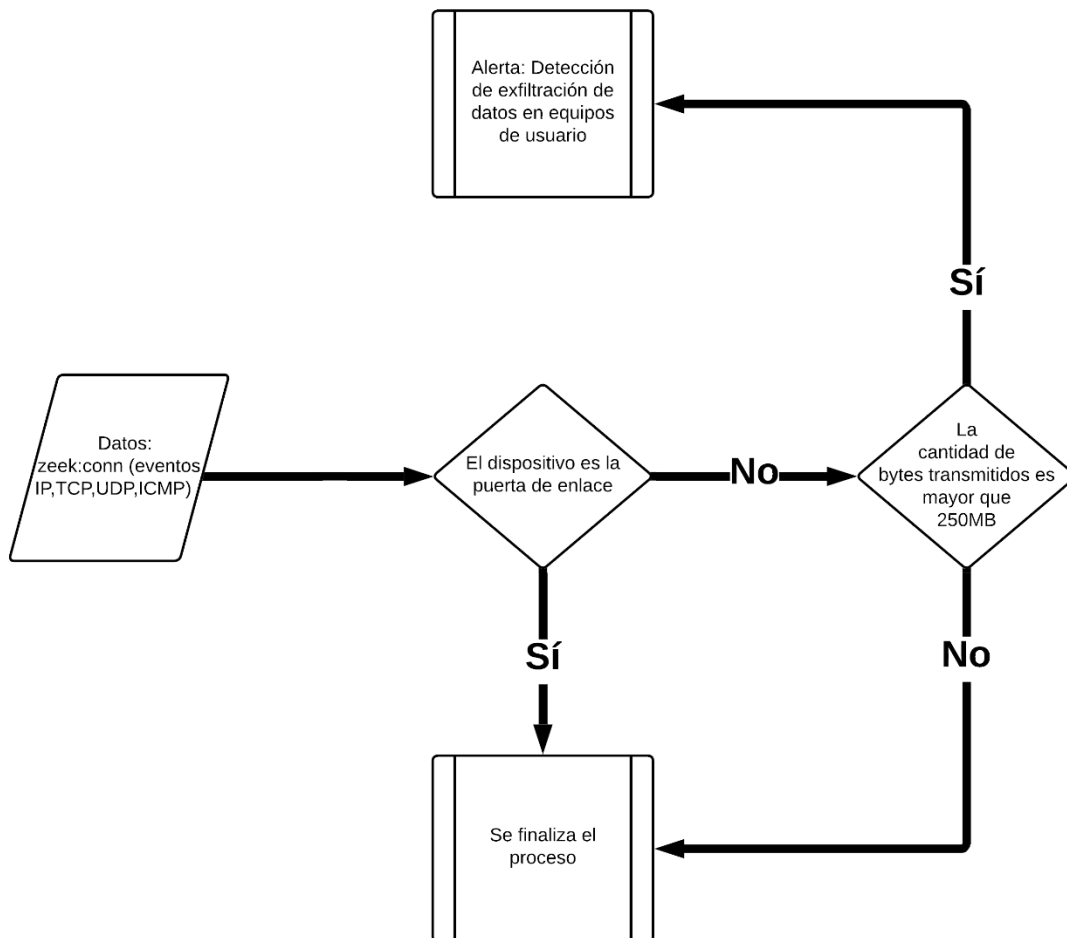 Alerta: Detección
de exfiltración de
datos en equipos
de usuario
Sí
Datos:
zeek:conn (eventos
IP,TCP,UDP,ICMP)
El dispositivo es la
puerta de enlace
No
La
cantidad de
bytes transmitidos es
mayor que
250MB
Sí
No
Se finaliza el
proceso